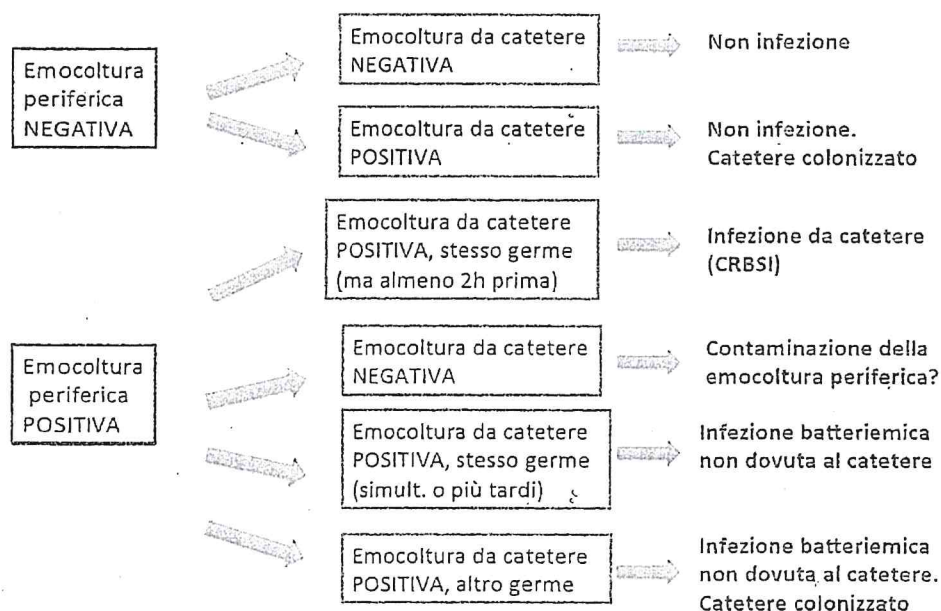 Emocoltura
periferica
NEGATIVA
Emocoltura da catetere
NEGATIVA
Non infezione
Emocoltura da catetere
POSITIVA
Non infezione.
Catetere colonizzato
Emocoltura
periferica
POSITIVA
Emocoltura da catetere
POSITIVA, stesso germe
(ma almeno 2h prima)
Infezione da catetere
(CRBSI)
Emocoltura da catetere
NEGATIVA
Contaminazione della
emocoltura periferica?
Emocoltura da catetere
POSITIVA, stesso germe
(simult. o più tardi)
Infezione batteriemica
non dovuta al catetere
Emocoltura da catetere
POSITIVA, altro germe
Infezione batteriemica
non dovuta al catetere.
Catetere colonizzato